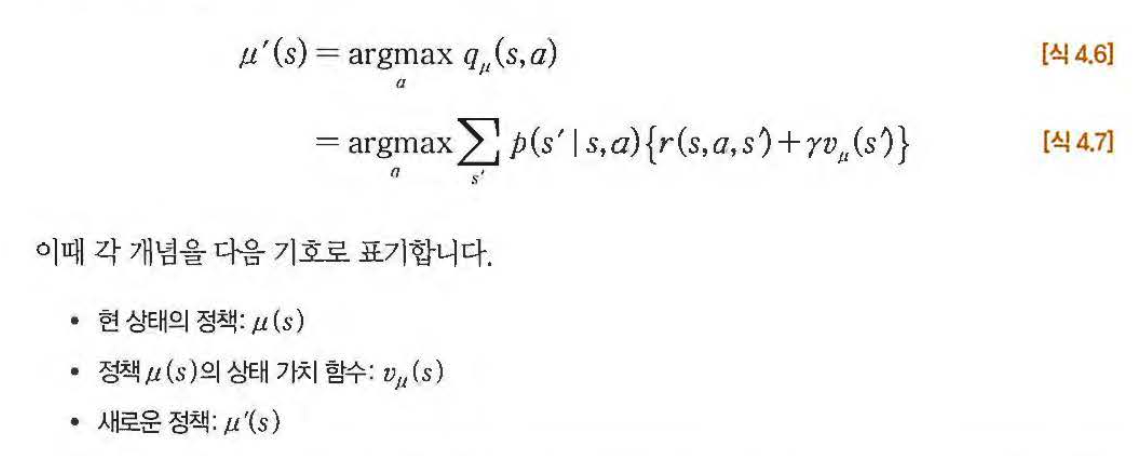 μ′(s) = argmax_a q_μ(s,a) [식 4.6]
= argmax_a ∑_{s′} p(s′ | s,a){r(s,a,s′)+γv_μ(s′)} [식 4.7]
이때 각 개념을 다음 기호로 표기합니다.
• 현 상태의 정책: μ(s)
• 정책 μ(s)의 상태 가치 함수: v_μ(s)
• 새로운 정책: μ′(s)